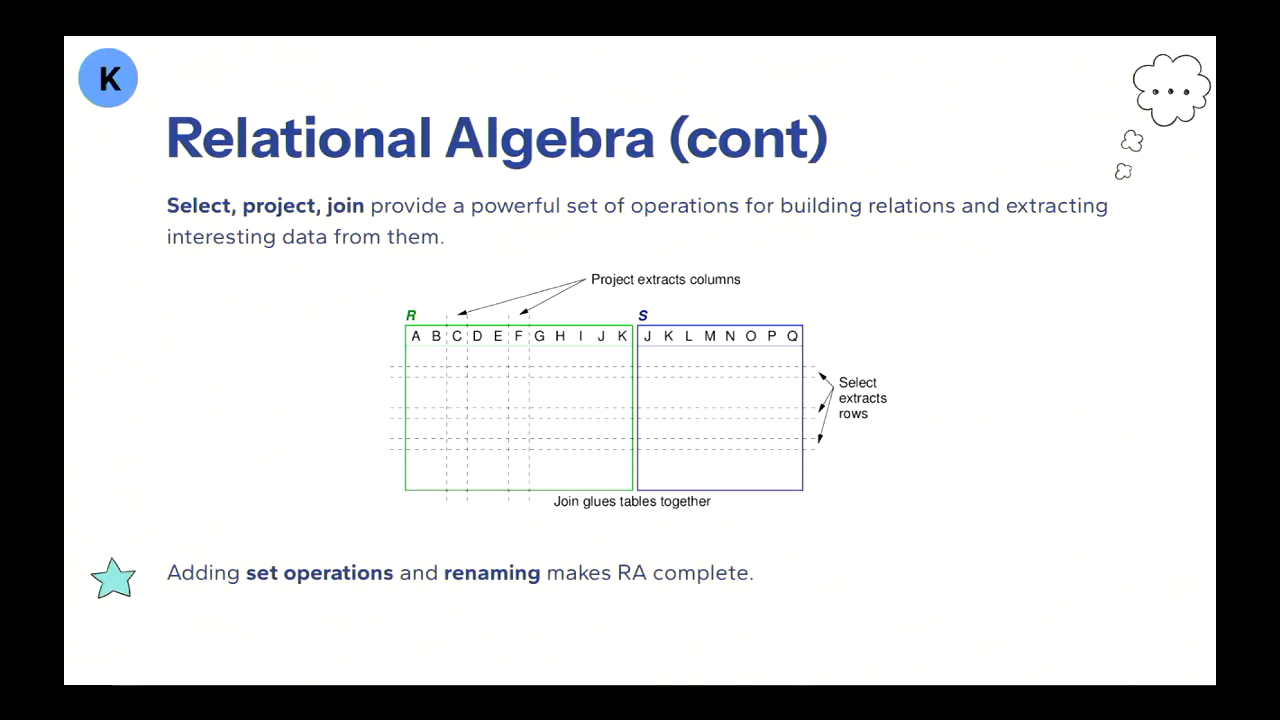 K
Relational Algebra (cont)
Select, project, join provide a powerful set of operations for building relations and extracting
interesting data from them.
Project extracts columns
R
S
A B C D E F G H I J K
J K L M N O P Q
Select
extracts
rows
Join glues tables together
Adding set operations and renaming makes RA complete.